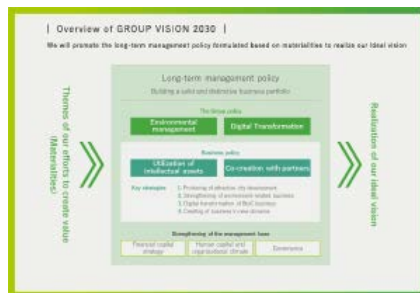 | Overview of GROUP VISION 2030 |
We will promote the long-term management policy formulated based on materialities to realize our ideal vision
Themes of our efforts to create value
(Materialities)
Long-term management policy
Building a solid and distinctive business portfolio
The Group policy
Environmental
management
Digital Transformation
Business policy
Utilization of
intellectual assets
Co-creation with partners
Key strategies
1. Promoting of attractive city development
2. Strengthening of environment-related business
3. Digital transformation of BtoC business
4. Creating of business in new domains
Strengthening of the management base
Financial capital
strategy
Human capital and
organizational climate
Governance
Realization of our ideal vision